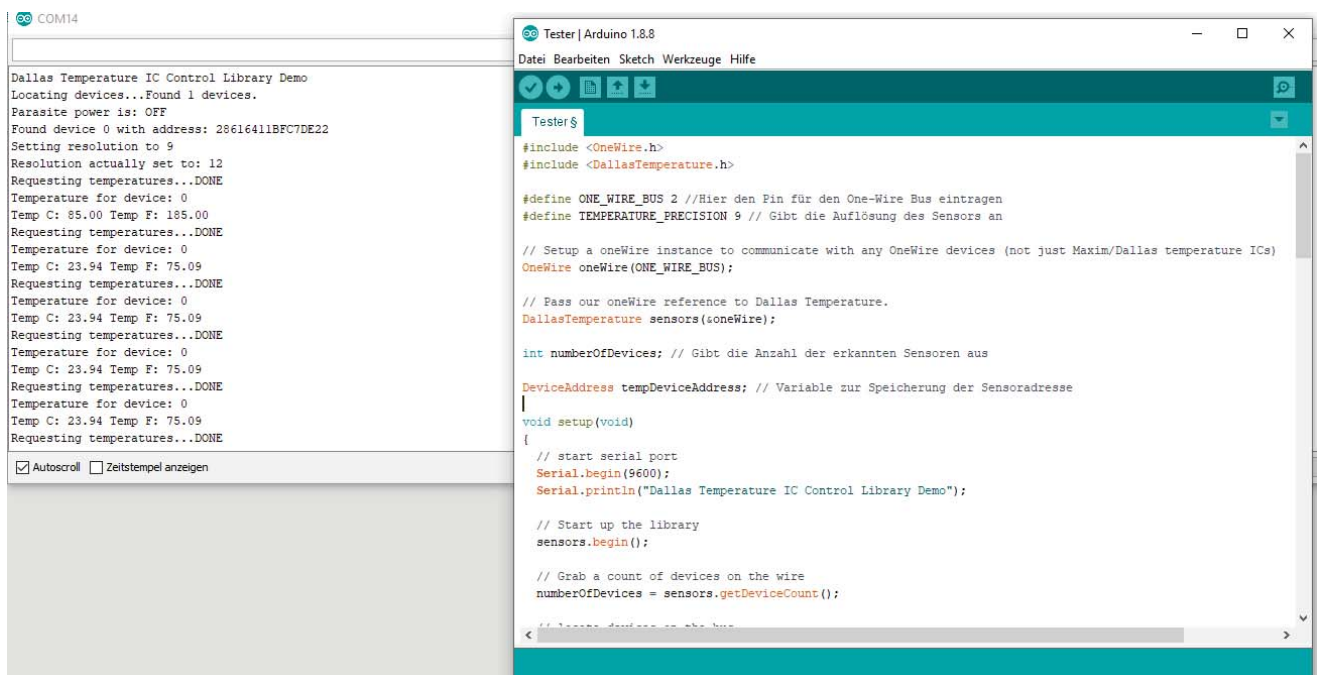 COM14
Dallas Temperature IC Control Library Demo
Locating devices...Found 1 devices.
Parasite power is: OFF
Found device 0 with address: 28616411BFC7DE22
Setting resolution to 9
Resolution actually set to: 12
Requesting temperatures...DONE
Temperature for device: 0
Temp C: 85.00 Temp F: 185.00
Requesting temperatures...DONE
Temperature for device: 0
Temp C: 23.94 Temp F: 75.09
Requesting temperatures...DONE
Temperature for device: 0
Temp C: 23.94 Temp F: 75.09
Requesting temperatures...DONE
Temperature for device: 0
Temp C: 23.94 Temp F: 75.09
Requesting temperatures...DONE
Temperature for device: 0
Temp C: 23.94 Temp F: 75.09
Requesting temperatures...DONE
Autoscroll Zeitstempel anzeigen
Tester | Arduino 1.8.8
Datei Bearbeiten Sketch Werkzeuge Hilfe
Tester §
#include <OneWire.h>
#include <DallasTemperature.h>
#define ONE_WIRE_BUS 2 //Hier den Pin für den One-Wire Bus eintragen
#define TEMPERATURE_PRECISION 9 // Gibt die Auflösung des Sensors an
// Setup a oneWire instance to communicate with any OneWire devices (not just Maxim/Dallas temperature ICs)
OneWire oneWire(ONE_WIRE_BUS);
// Pass our oneWire reference to Dallas Temperature.
DallasTemperature sensors(&oneWire);
int numberOfDevices; // Gibt die Anzahl der erkannten Sensoren aus
DeviceAddress tempDeviceAddress; // Variable zur Speicherung der Sensoradresse
void setup(void)
{
// start serial port
Serial.begin(9600);
Serial.println("Dallas Temperature IC Control Library Demo");
// Start up the library
sensors.begin();
// Grab a count of devices on the wire
numberOfDevices = sensors.getDeviceCount();
// locate devices on the bus